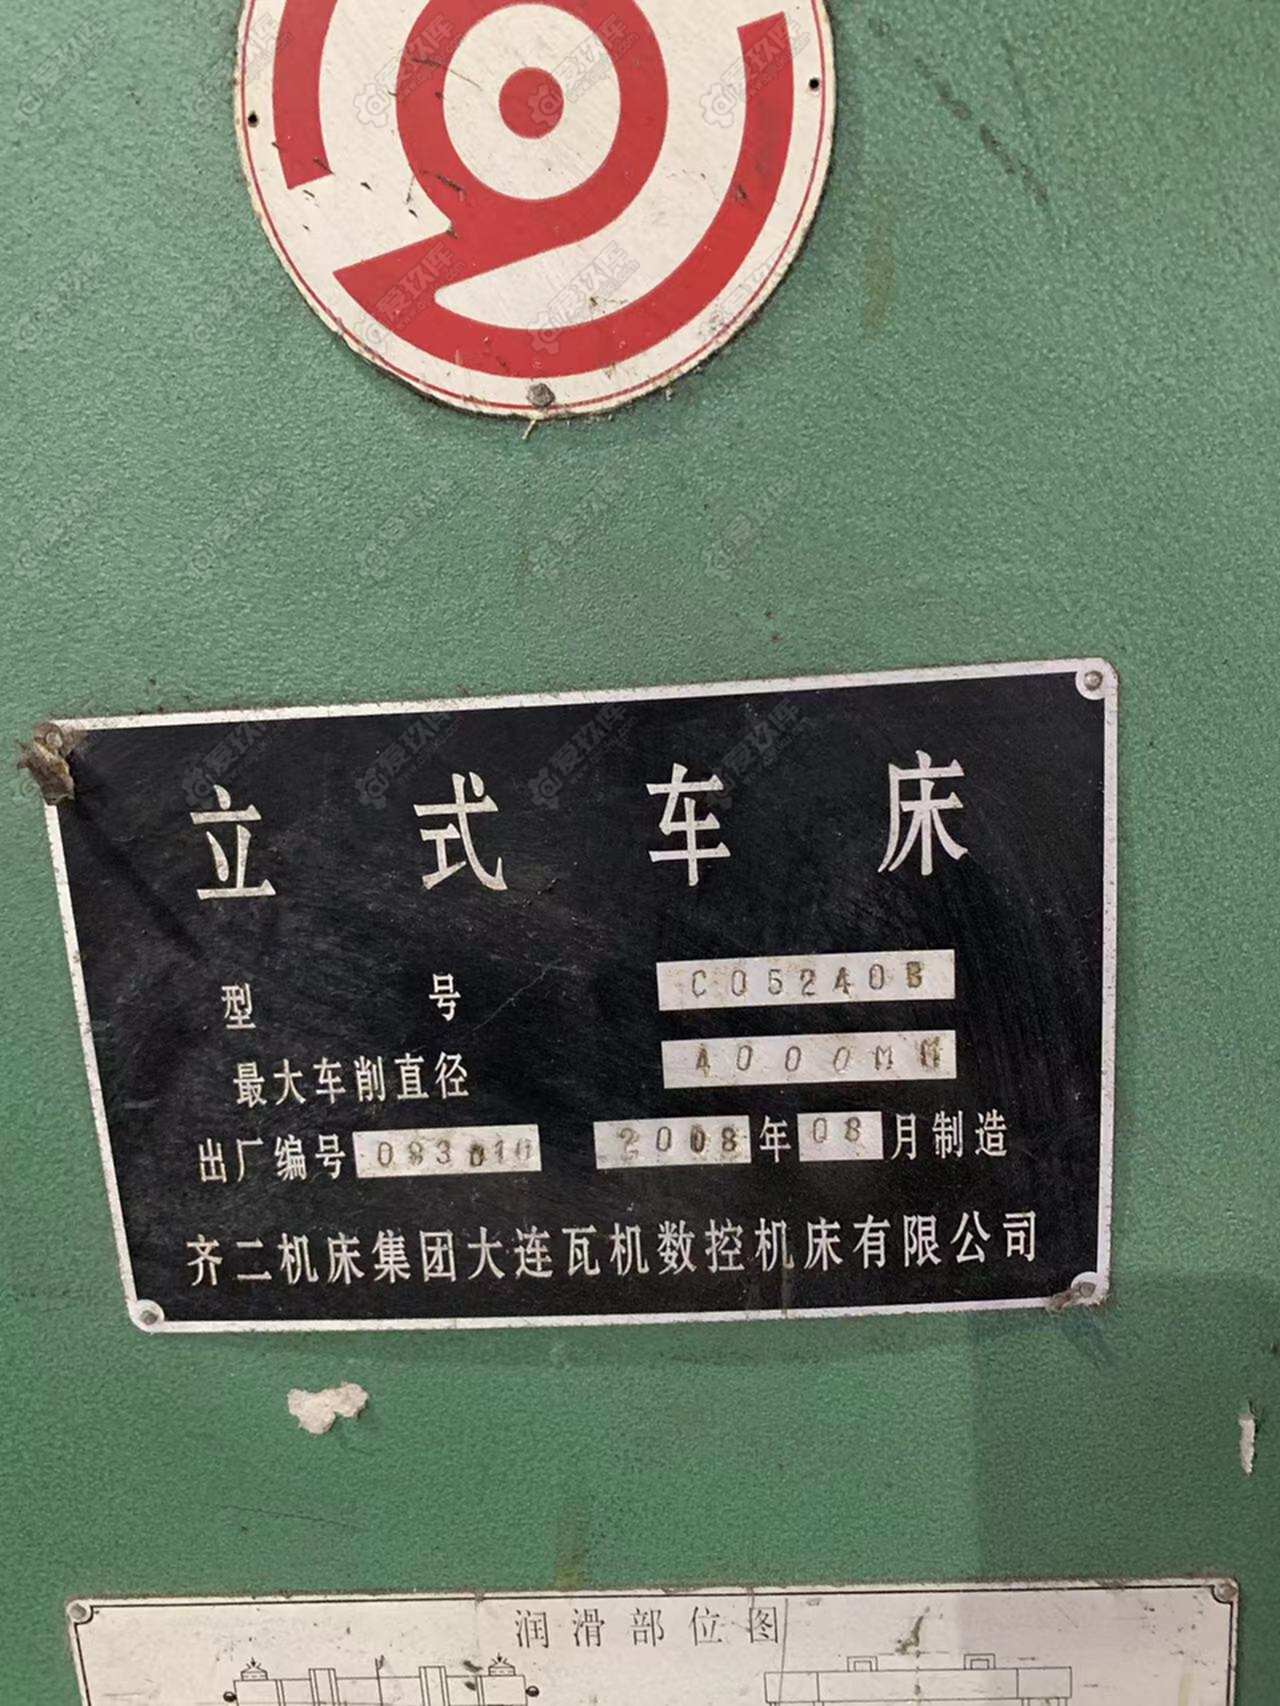 立式车床
型号 C05240B
最大车削直径 4000MM
出厂编号 2008年08月制造
齐二机床集团大连瓦机数控机床有限公司
润滑部位图